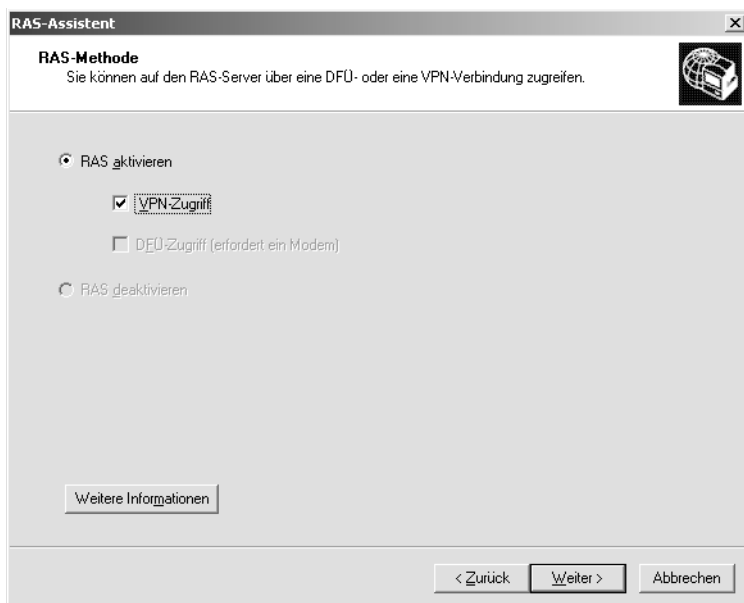 RAS-Assistent
RAS-Methode
Sie können auf den RAS-Server über eine DFÜ- oder eine VPN-Verbindung zugreifen.
RAS aktivieren
VPN-Zugriff
DFÜ-Zugriff (erfordert ein Modem)
RAS deaktivieren
Weitere Informationen
< Zurück
Weiter >
Abbrechen